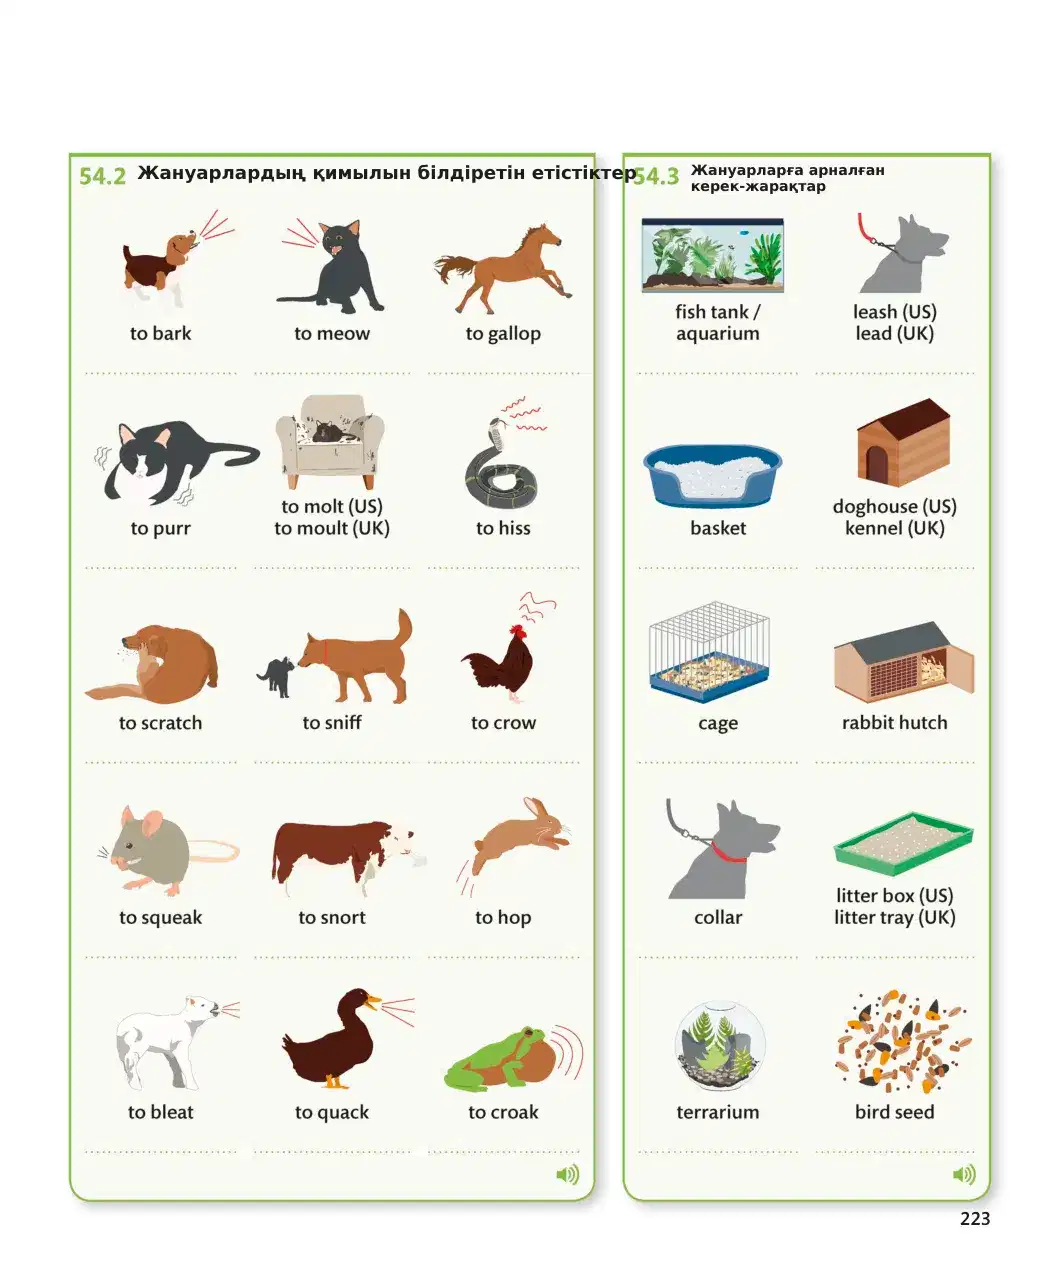 54.2 Жануарлардың қимылын білдіретін етістіктер
to bark
to meow
to gallop
to purr
to molt (US)
to moult (UK)
to hiss
to scratch
to sniff
to crow
to squeak
to snort
to hop
to bleat
to quack
to croak
54.3 Жануарларға арналған
керек-жарақтар
fish tank /
aquarium
leash (US)
lead (UK)
basket
doghouse (US)
kennel (UK)
cage
rabbit hutch
collar
litter box (US)
litter tray (UK)
terrarium
bird seed
223